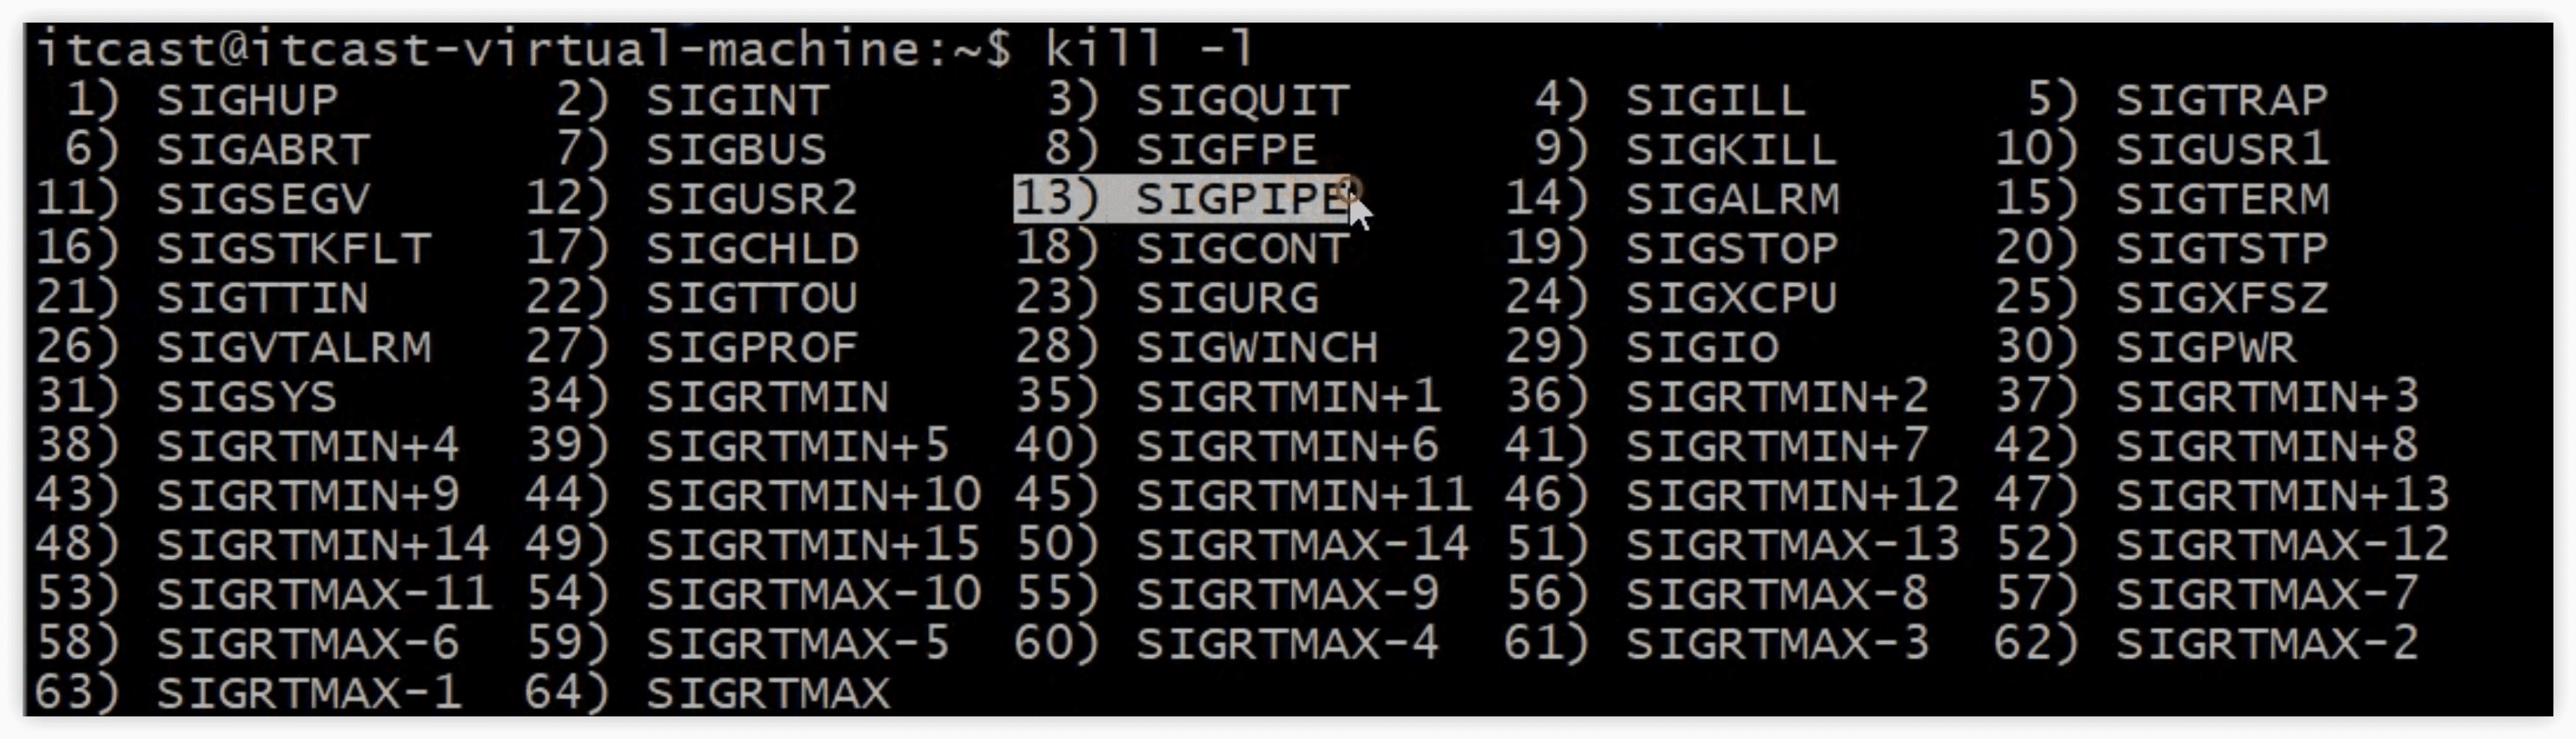 itcast@itcast-virtual-machine:~$ kill -l
 1) SIGHUP       2) SIGINT       3) SIGQUIT      4) SIGILL       5) SIGTRAP
 6) SIGABRT      7) SIGBUS       8) SIGFPE       9) SIGKILL     10) SIGUSR1
11) SIGSEGV     12) SIGUSR2     13) SIGPIPE     14) SIGALRM     15) SIGTERM
16) SIGSTKFLT   17) SIGCHLD     18) SIGCONT     19) SIGSTOP     20) SIGTSTP
21) SIGTTIN     22) SIGTTOU     23) SIGURG      24) SIGXCPU     25) SIGXFSZ
26) SIGVTALRM   27) SIGPROF     28) SIGWINCH    29) SIGIO       30) SIGPWR
31) SIGSYS      34) SIGRTMIN    35) SIGRTMIN+1  36) SIGRTMIN+2  37) SIGRTMIN+3
38) SIGRTMIN+4  39) SIGRTMIN+5  40) SIGRTMIN+6  41) SIGRTMIN+7  42) SIGRTMIN+8
43) SIGRTMIN+9  44) SIGRTMIN+10 45) SIGRTMIN+11 46) SIGRTMIN+12 47) SIGRTMIN+13
48) SIGRTMIN+14 49) SIGRTMIN+15 50) SIGRTMAX-14 51) SIGRTMAX-13 52) SIGRTMAX-12
53) SIGRTMAX-11 54) SIGRTMAX-10 55) SIGRTMAX-9  56) SIGRTMAX-8  57) SIGRTMAX-7
58) SIGRTMAX-6  59) SIGRTMAX-5  60) SIGRTMAX-4  61) SIGRTMAX-3  62) SIGRTMAX-2
63) SIGRTMAX-1  64) SIGRTMAX